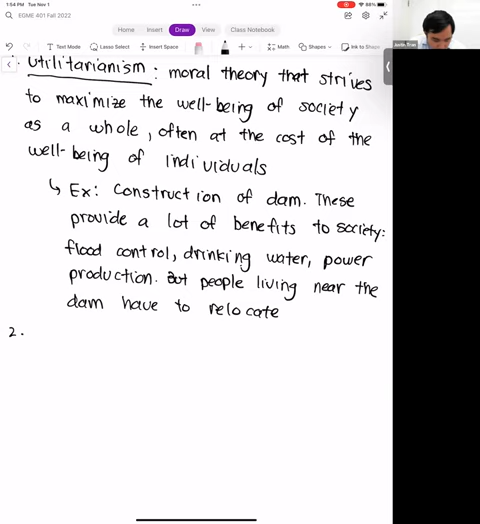 1:54 PM Tue Nov 1
88%
EGME 401 Fall 2022
Home Insert Draw View Class Notebook
Text Mode Lasso Select Insert Space Math Shapes Ink to Shape
Utilitarianism: moral theory that strives
to maximize the well-being of society
as a whole, often at the cost of the
well-being of individuals
↳ Ex: Construction of dam. These
provide a lot of benefits to society:
flood control, drinking water, power
production. But people living near the
dam have to relocate
2.